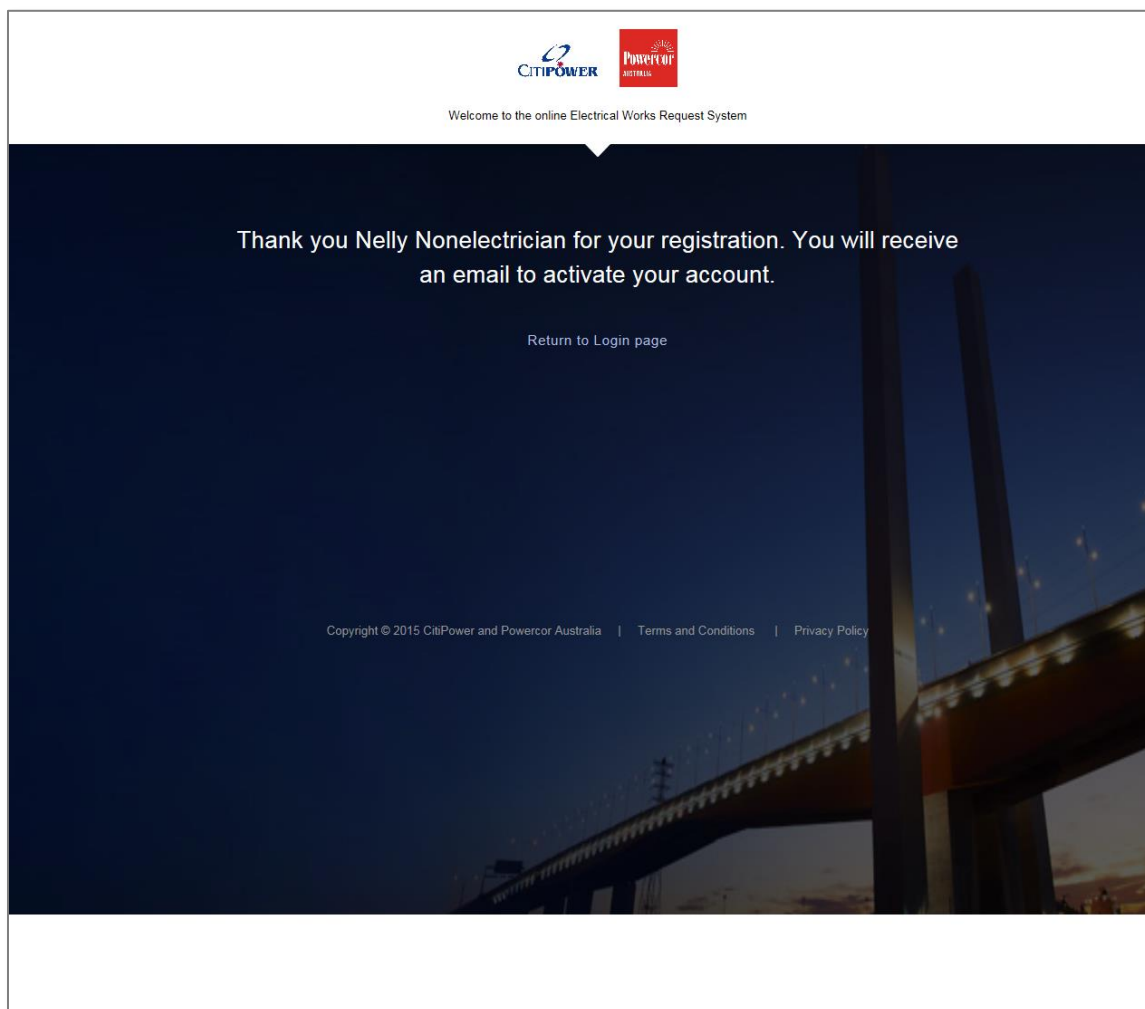 CITIPOWER
Powercor
AUSTRALIA
Welcome to the online Electrical Works Request System
Thank you Nelly Nonelectrician for your registration. You will receive
an email to activate your account.
Return to Login page
Copyright © 2015 CitiPower and Powercor Australia | Terms and Conditions | Privacy Policy